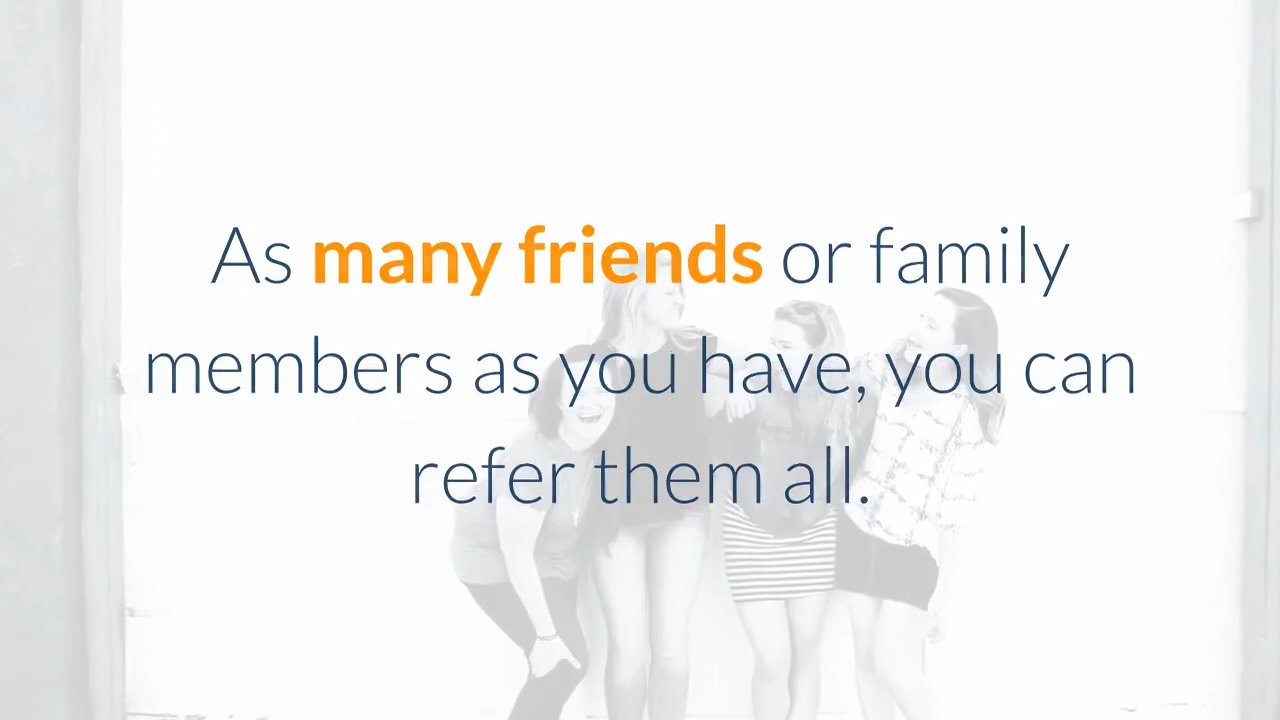 As many friends or family
members as you have, you can
refer them all.